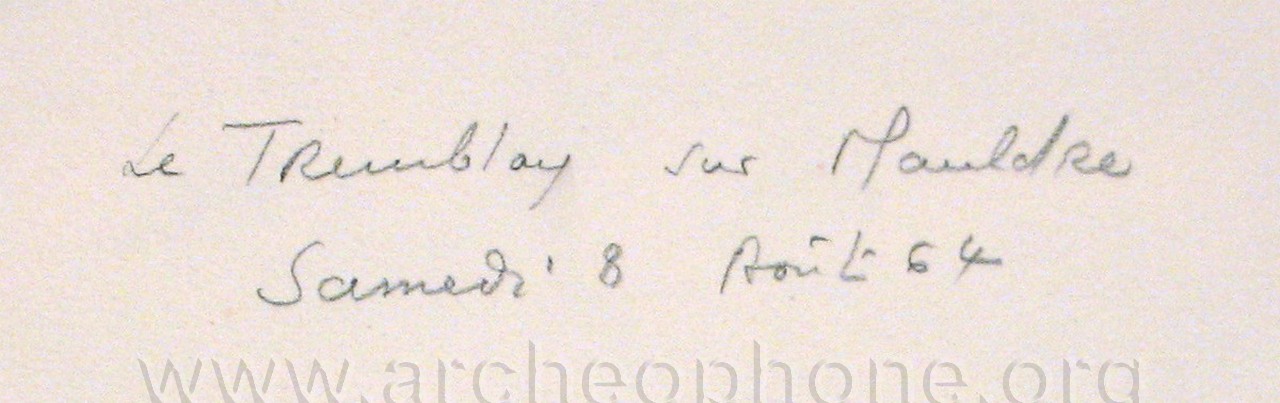 Le Tremblay sur Mauldre
Samedi 8 Août 64
www.archeophone.org